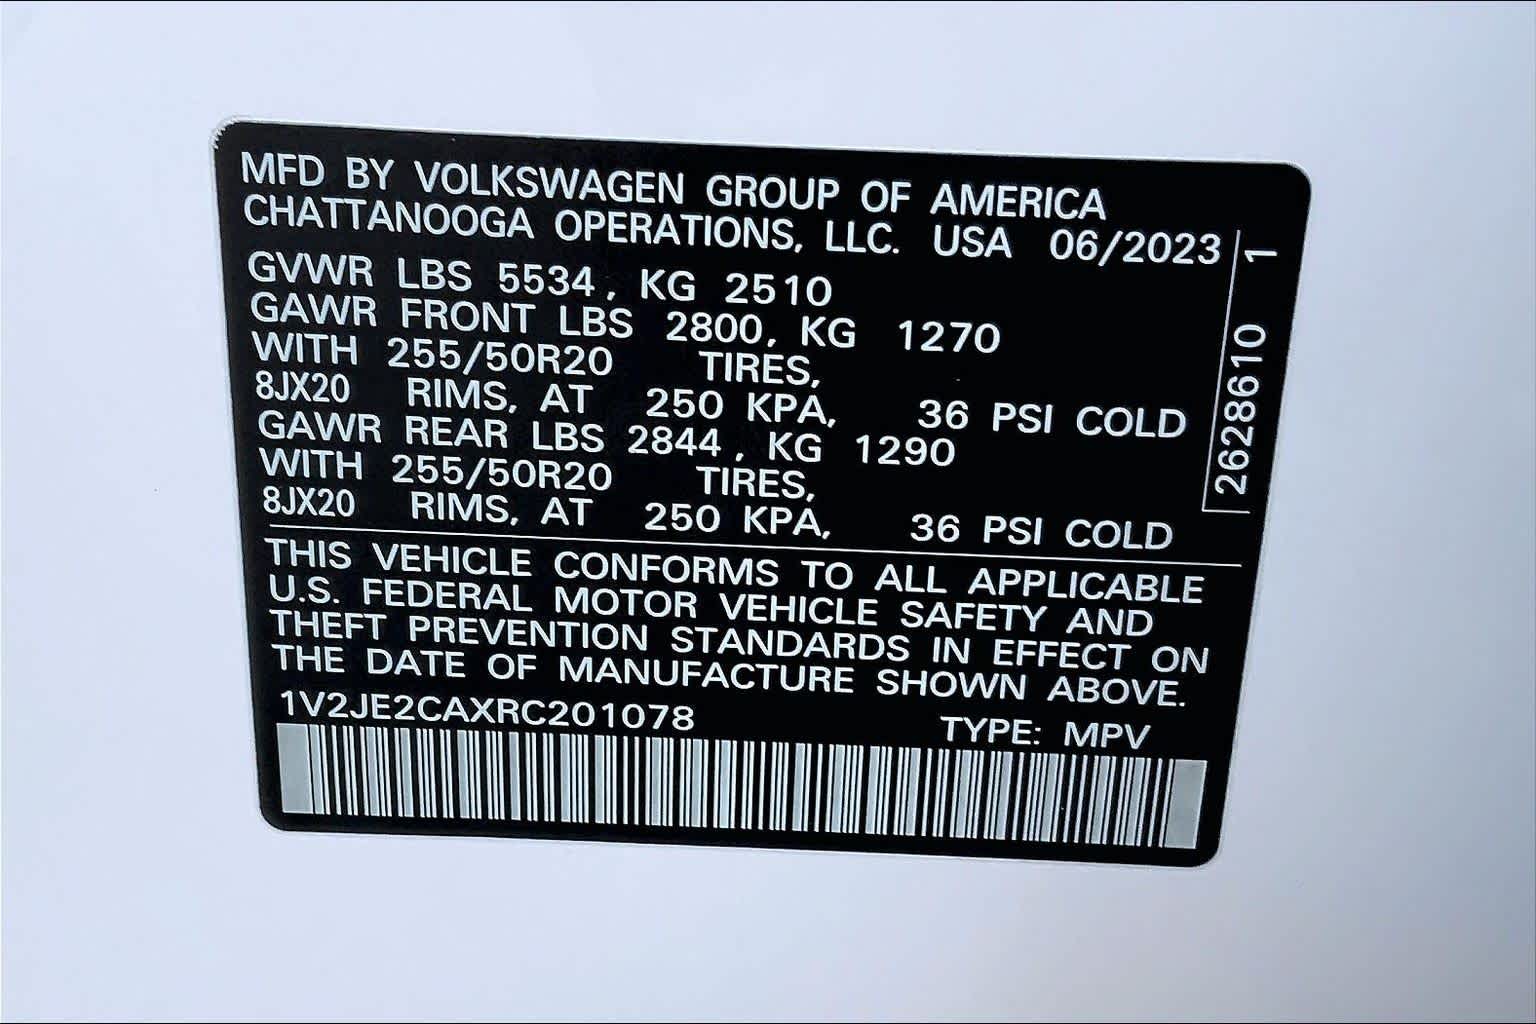 MFD BY VOLKSWAGEN GROUP OF AMERICA
CHATTANOOGA OPERATIONS, LLC. USA 06/2023
GVWR LBS 5534, KG 2510
GAWR FRONT LBS 2800, KG 1270
WITH 255/50R20 TIRES,
8JX20 RIMS, AT 250 KPA, 36 PSI COLD
GAWR REAR LBS 2844, KG 1290
WITH 255/50R20 TIRES,
8JX20 RIMS, AT 250 KPA, 36 PSI COLD
2628610 1
THIS VEHICLE CONFORMS TO ALL APPLICABLE
U.S. FEDERAL MOTOR VEHICLE SAFETY AND
THEFT PREVENTION STANDARDS IN EFFECT ON
THE DATE OF MANUFACTURE SHOWN ABOVE.
1V2JE2CAXRC201078 TYPE: MPV